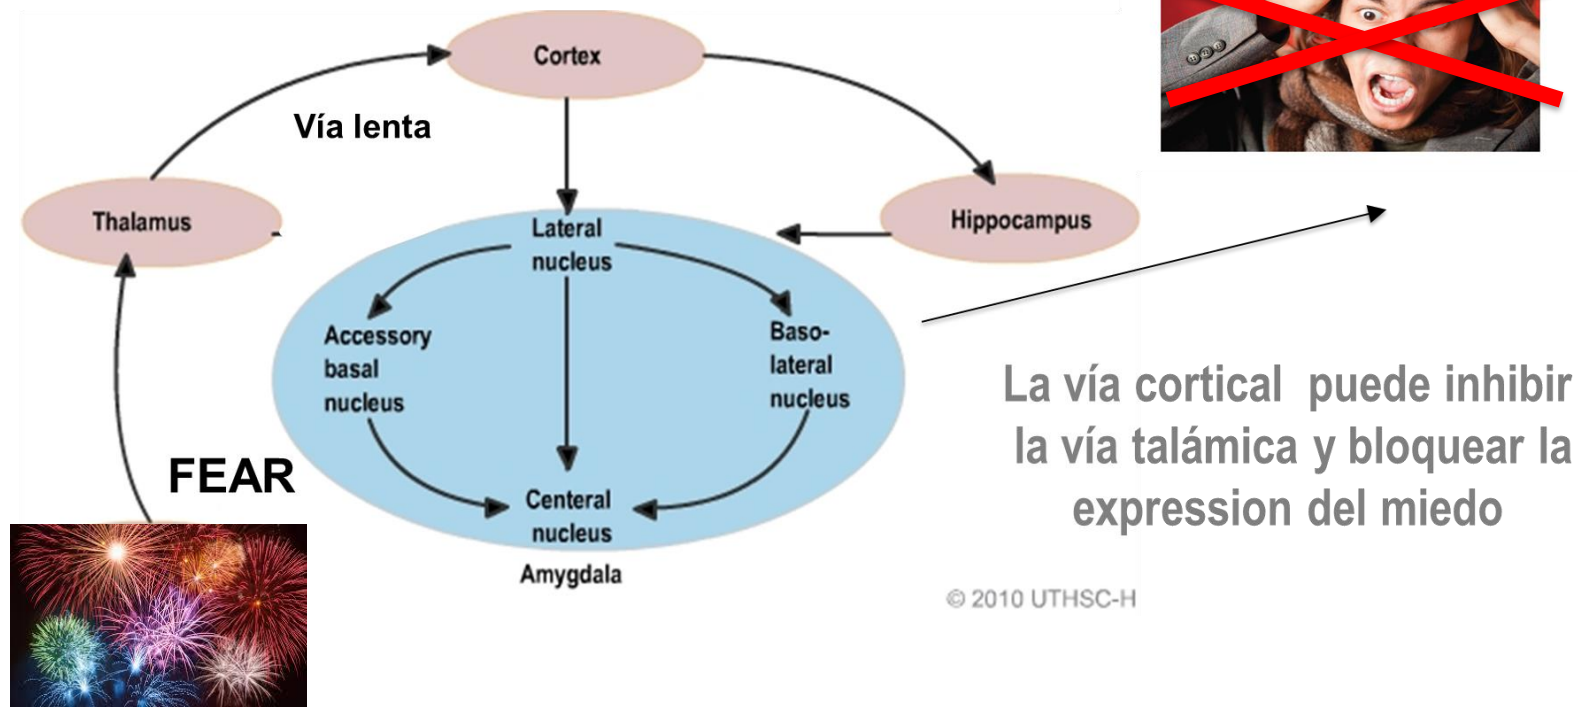 Cortex
Vía lenta
Thalamus
Hippocampus
Lateral
nucleus
Accessory
basal
nucleus
Baso-
lateral
nucleus
La vía cortical puede inhibir
la vía talámica y bloquear la
expression del miedo
FEAR
Centeral
nucleus
Amygdala
© 2010 UTHSC-H